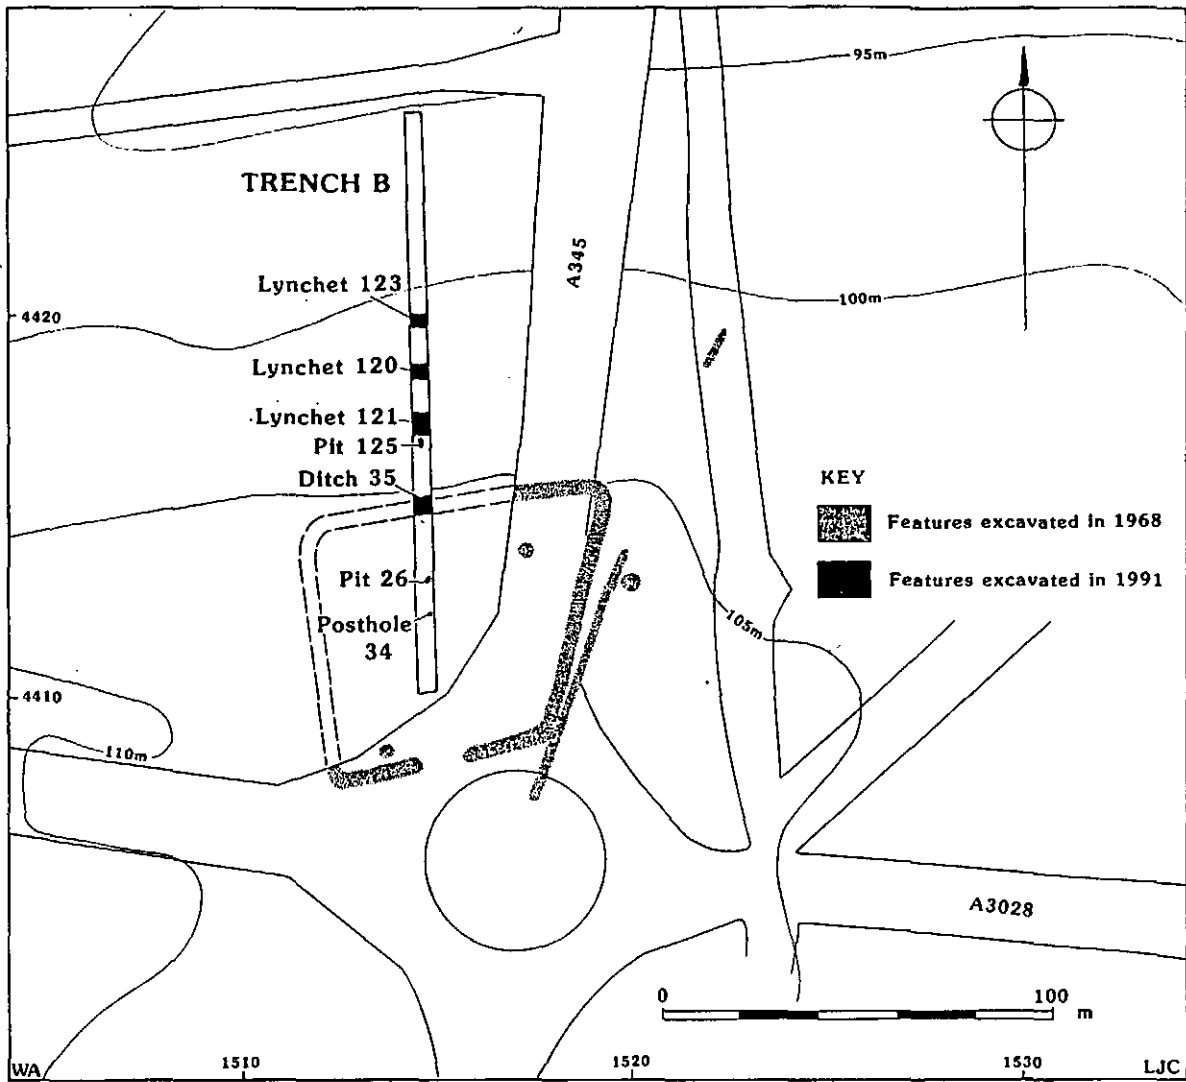 95m
TRENCH B
A345
Lynchet 123
100m
4420
Lynchet 120
Lynchet 121
Pit 125
Ditch 35
KEY
Features excavated in 1968
Pit 26
Features excavated in 1991
Posthole
34
105m
4410
110m
A3028
0
100
m
WA
1510
1520
1530
LJC